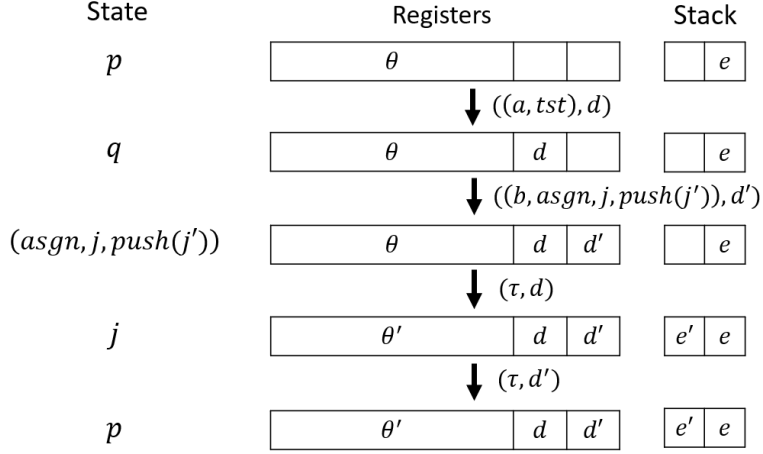 State Registers Stack
p θ e
((a, tst), d)
q θ d e
((b, asgn, j, push(j′)), d′)
(asgn, j, push(j′)) θ d d′ e
(τ, d)
j θ′ d d′ e′ e
(τ, d′)
p θ′ d d′ e′ e